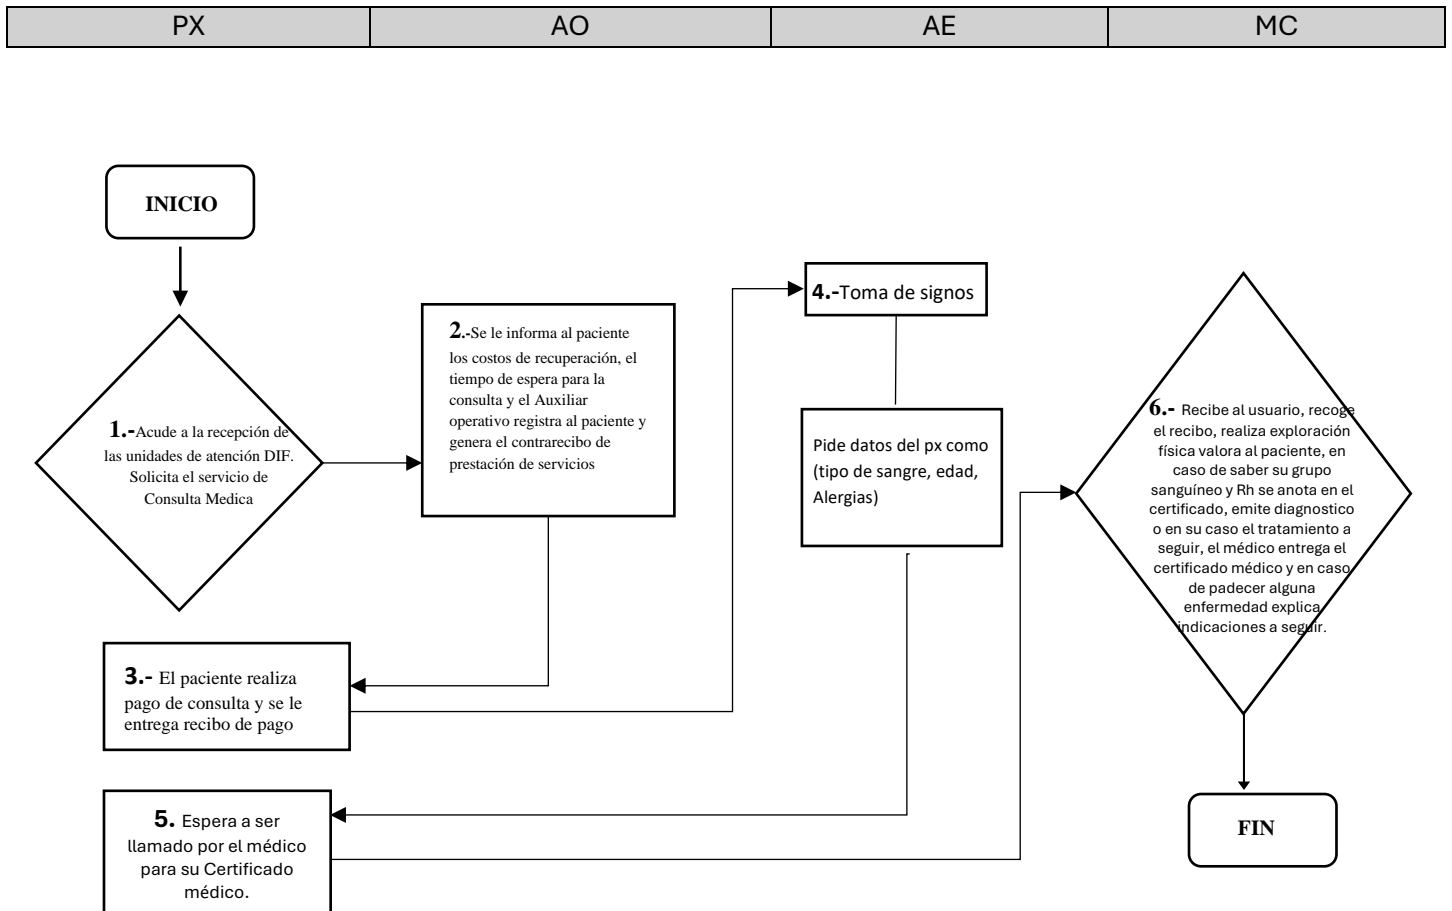 PX
AO
AE
MC
INICIO
1.-Acude a la recepción de
las unidades de atención DIF.
Solicita el servicio de
Consulta Medica
2.-Se le informa al paciente
los costos de recuperación, el
tiempo de espera para la
consulta y el Auxiliar
operativo registra al paciente y
genera el contrarecibo de
prestación de servicios
3.- El paciente realiza
pago de consulta y se le
entrega recibo de pago
4.-Toma de signos
Pide datos del px como
(tipo de sangre, edad,
Alergias)
5. Espera a ser
llamado por el médico
para su Certificado
médico.
6.- Recibe al usuario, recoge
el recibo, realiza exploración
física valora al paciente, en
caso de saber su grupo
sanguíneo y Rh se anota en el
certificado, emite diagnostico
o en su caso el tratamiento a
seguir, el médico entrega el
certificado médico y en caso
de padecer alguna
enfermedad explica
indicaciones a seguir.
FIN